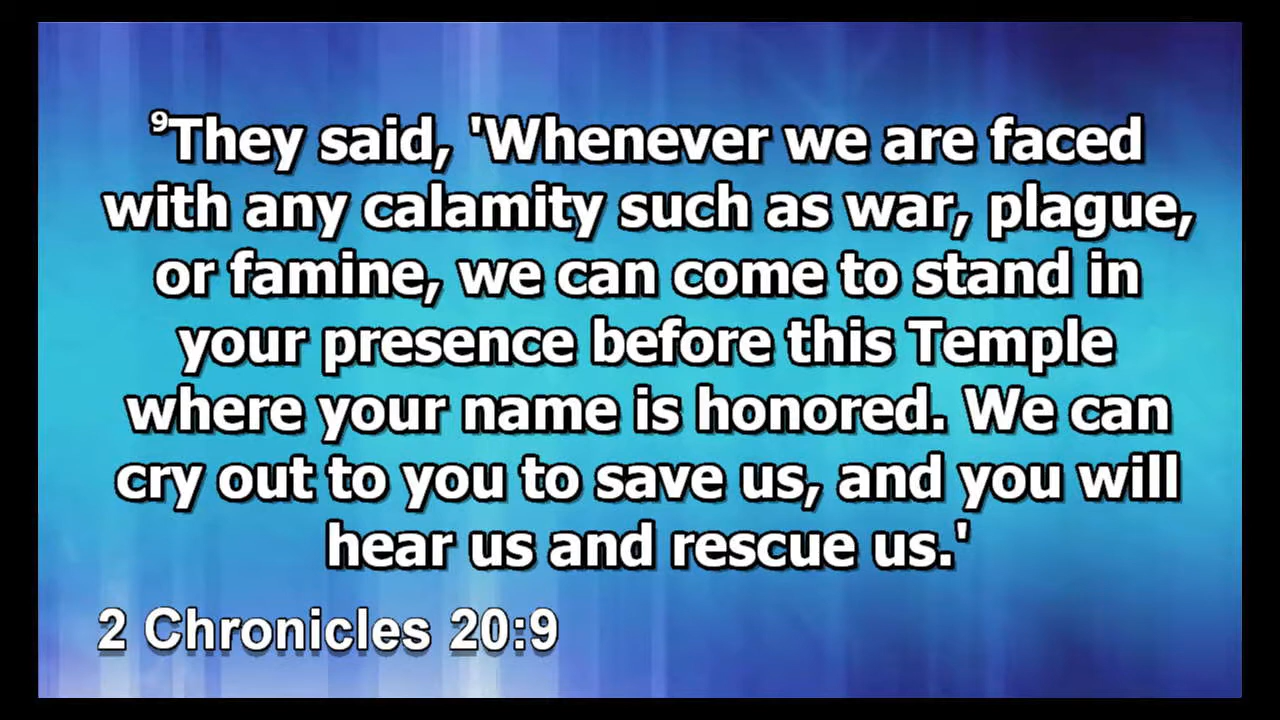 ⁹They said, 'Whenever we are faced
with any calamity such as war, plague,
or famine, we can come to stand in
your presence before this Temple
where your name is honored. We can
cry out to you to save us, and you will
hear us and rescue us.'
2 Chronicles 20:9